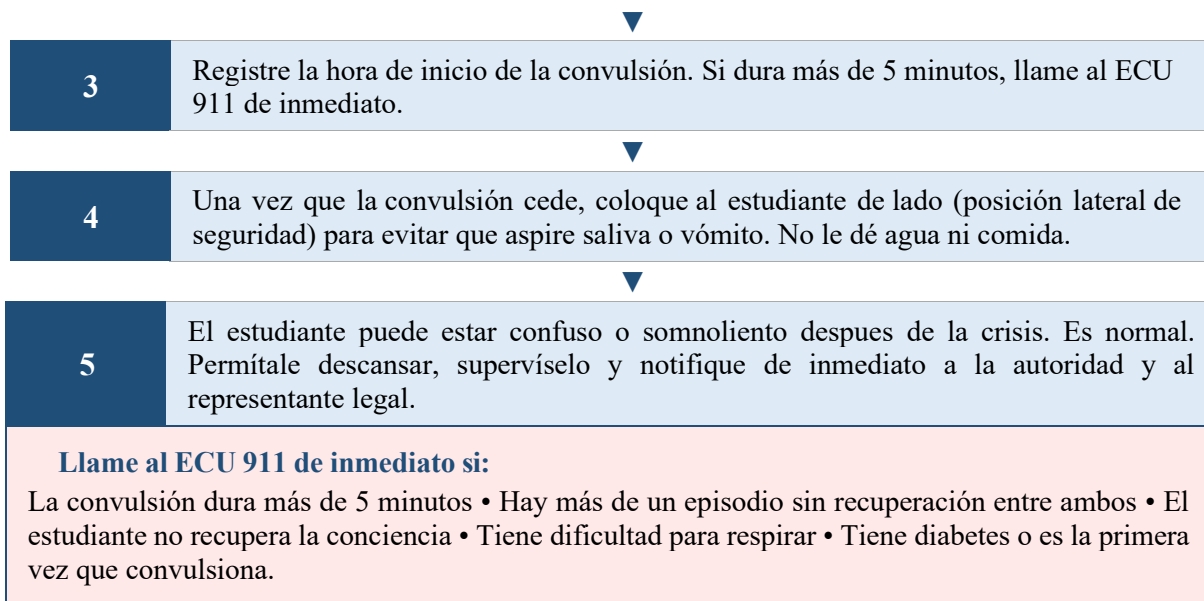 3
Registre la hora de inicio de la convulsión. Si dura más de 5 minutos, llame al ECU
911 de inmediato.
4
Una vez que la convulsión cede, coloque al estudiante de lado (posición lateral de
seguridad) para evitar que aspire saliva o vómito. No le dé agua ni comida.
5
El estudiante puede estar confuso o somnoliento despues de la crisis. Es normal.
Permítale descansar, supervíselo y notifique de inmediato a la autoridad y al
representante legal.
Llame al ECU 911 de inmediato si:
La convulsión dura más de 5 minutos • Hay más de un episodio sin recuperación entre ambos • El
estudiante no recupera la conciencia • Tiene dificultad para respirar • Tiene diabetes o es la primera
vez que convulsiona.